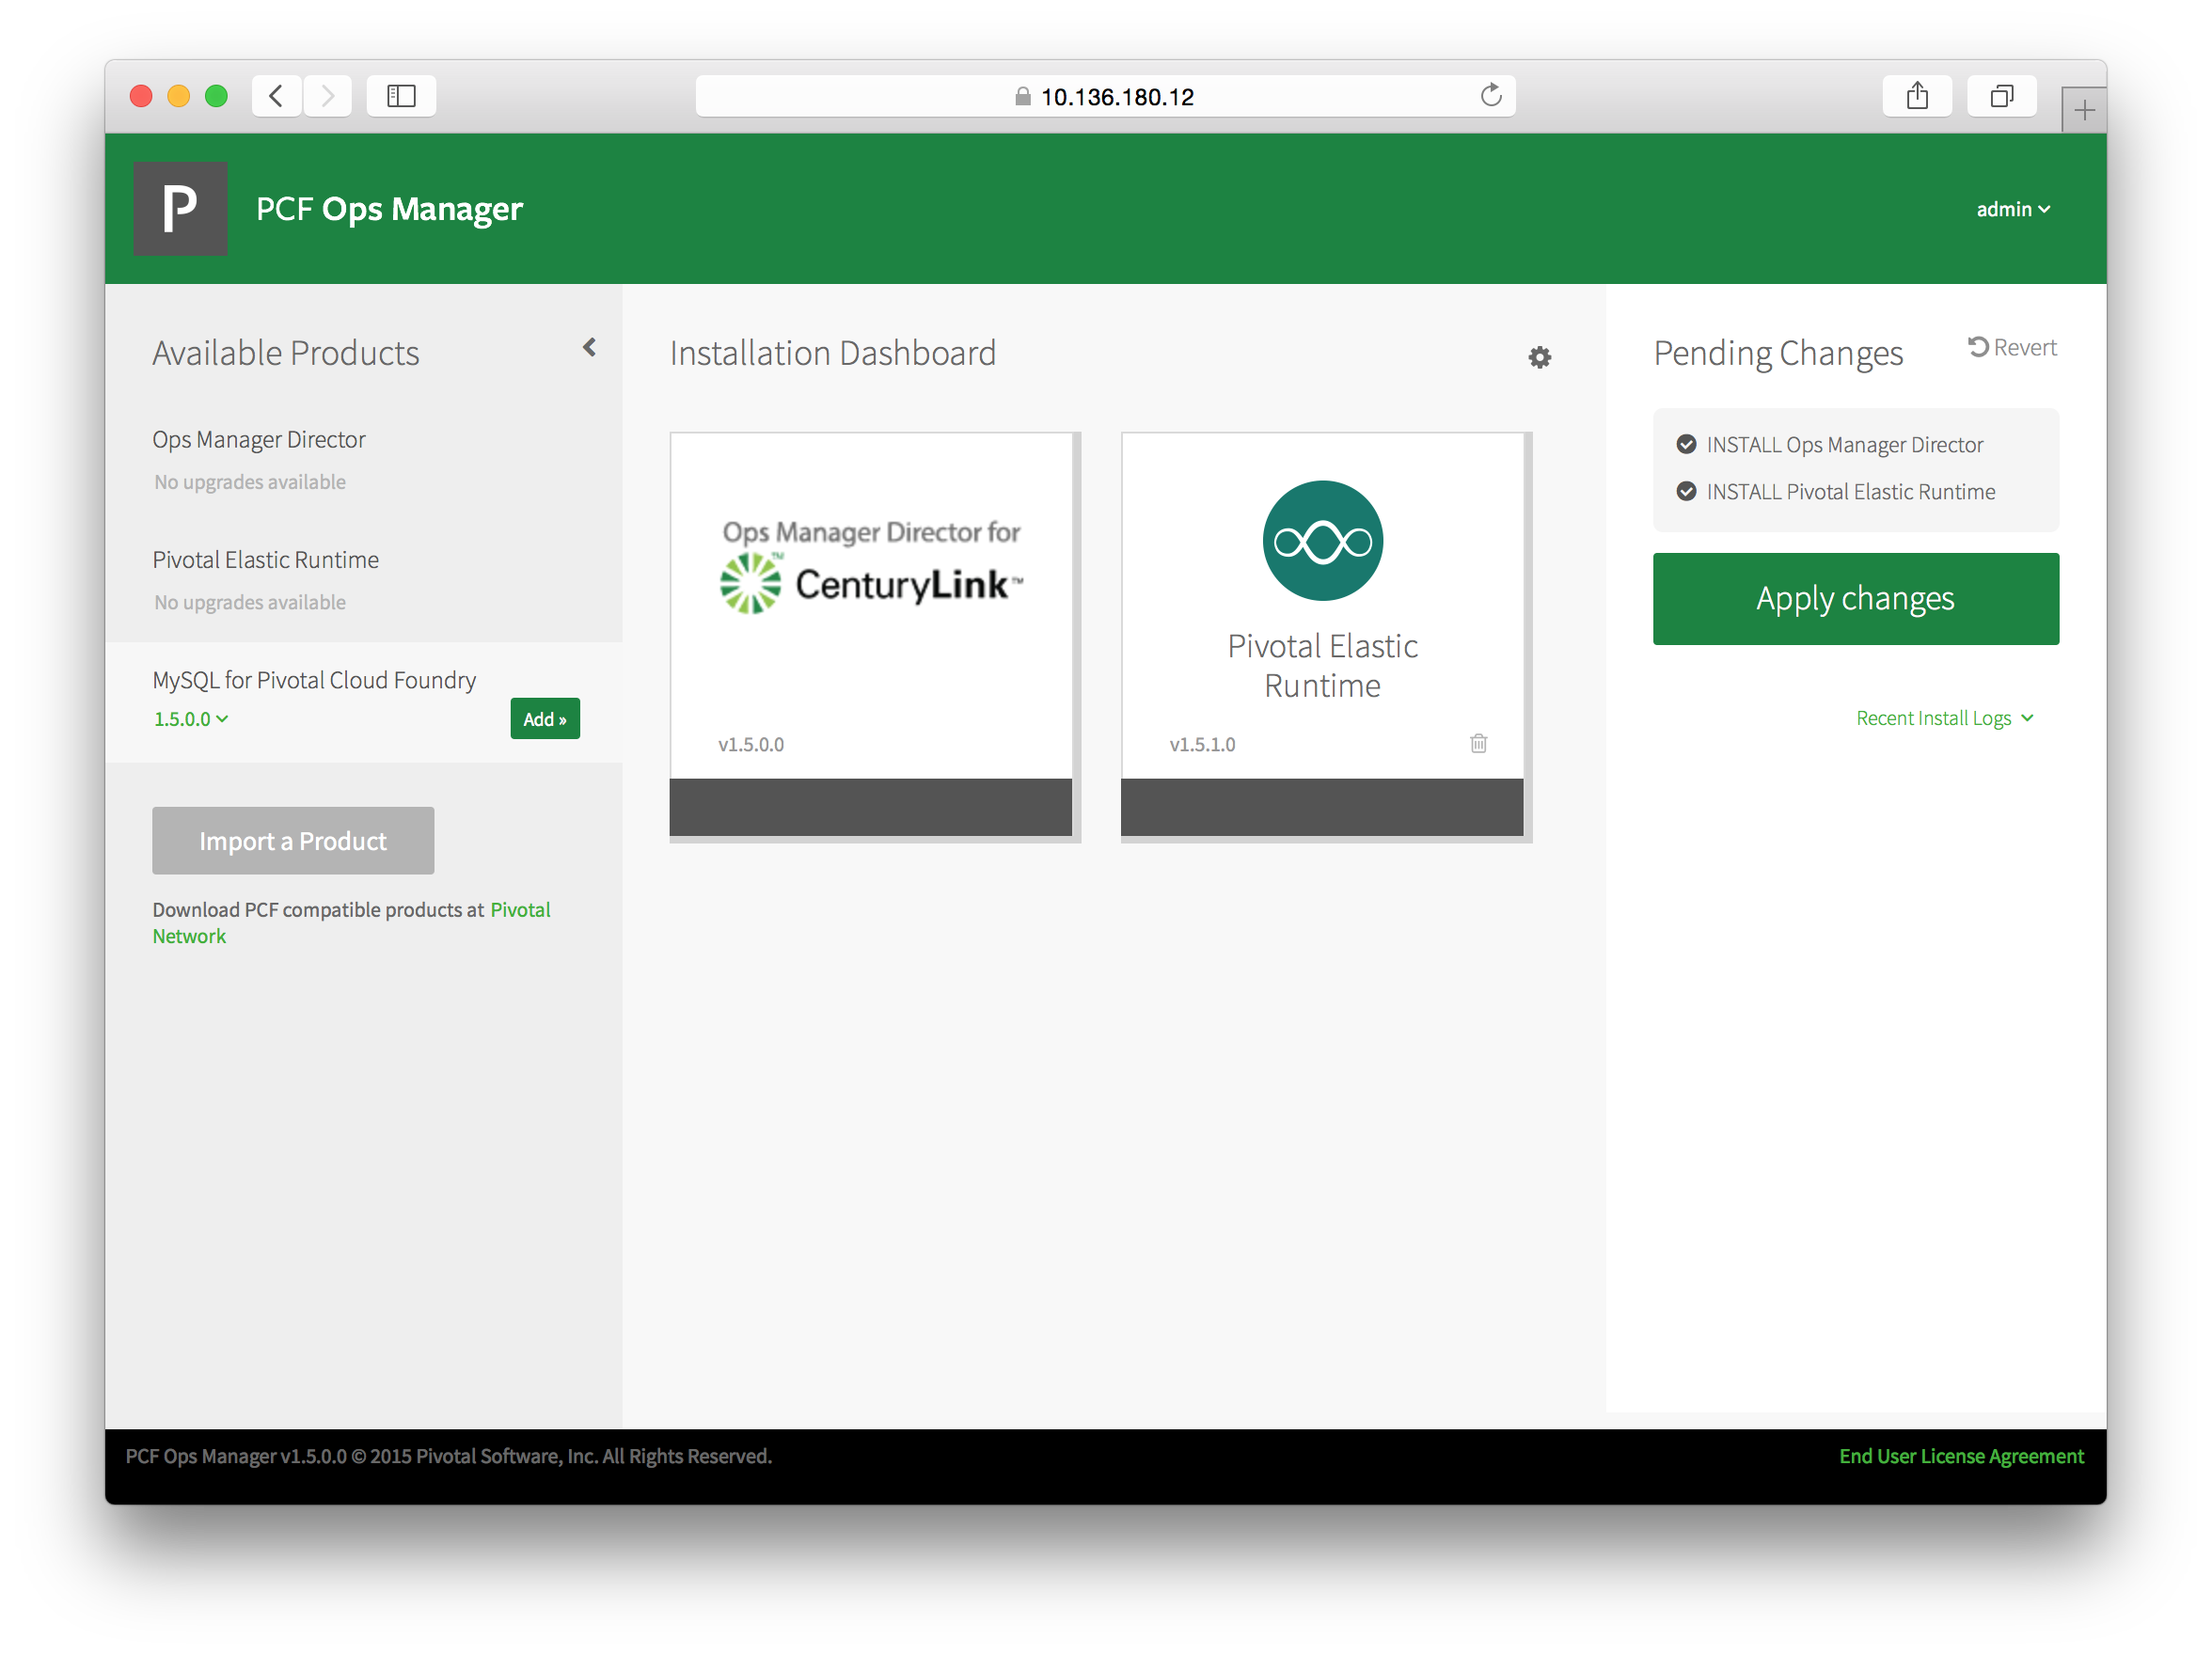 10.136.180.12
P
PCF Ops Manager
admin
Available Products
Ops Manager Director
No upgrades available
Pivotal Elastic Runtime
No upgrades available
MySQL for Pivotal Cloud Foundry
1.5.0.0
Add »
Import a Product
Download PCF compatible products at Pivotal
Network
Installation Dashboard
Ops Manager Director for
CenturyLink™
v1.5.0.0
Pivotal Elastic
Runtime
v1.5.1.0
Pending Changes
Revert
INSTALL Ops Manager Director
INSTALL Pivotal Elastic Runtime
Apply changes
Recent Install Logs
PCF Ops Manager v1.5.0.0 © 2015 Pivotal Software, Inc. All Rights Reserved.
End User License Agreement